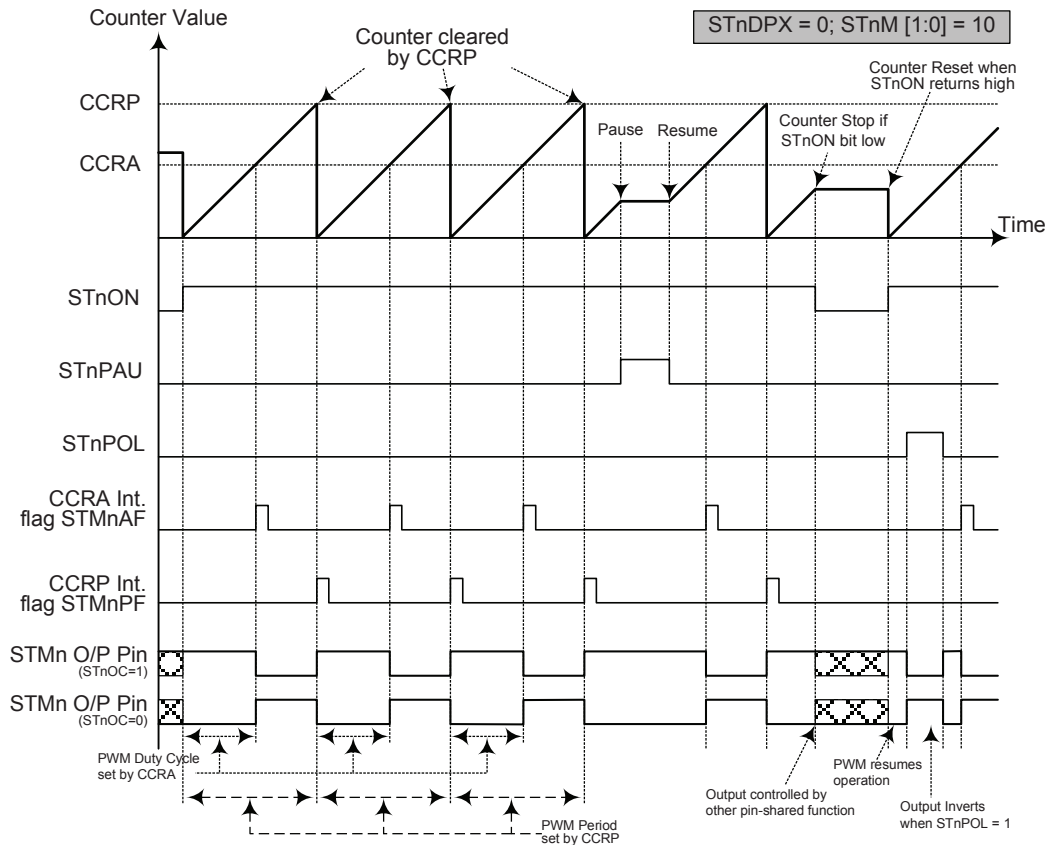 Counter Value
STnDPX = 0; STnM [1:0] = 10
Counter cleared
by CCRP
Counter Reset when
STnON returns high
CCRP
Pause
Resume
Counter Stop if
STnON bit low
CCRA
Time
STnON
STnPAU
STnPOL
CCRA Int.
flag STMnAF
CCRP Int.
flag STMnPF
STMn O/P Pin
(STnOC=1)
STMn O/P Pin
(STnOC=0)
PWM Duty Cycle
set by CCRA
PWM resumes
operation
Output controlled by
other pin-shared function
Output Inverts
when STnPOL = 1
PWM Period
set by CCRP